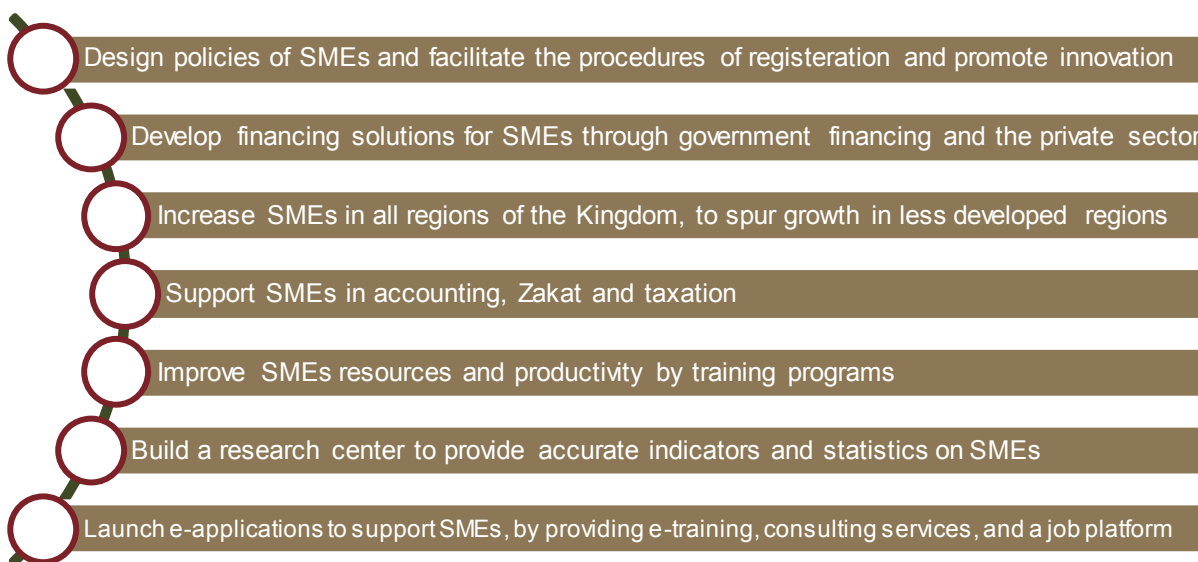 Design policies of SMEs and facilitate the procedures of registeration and promote innovation
Develop financing solutions for SMEs through government financing and the private sector
Increase SMEs in all regions of the Kingdom, to spur growth in less developed regions
Support SMEs in accounting, Zakat and taxation
Improve SMEs resources and productivity by training programs
Build a research center to provide accurate indicators and statistics on SMEs
Launch e-applications to support SMEs, by providing e-training, consulting services, and a job platform